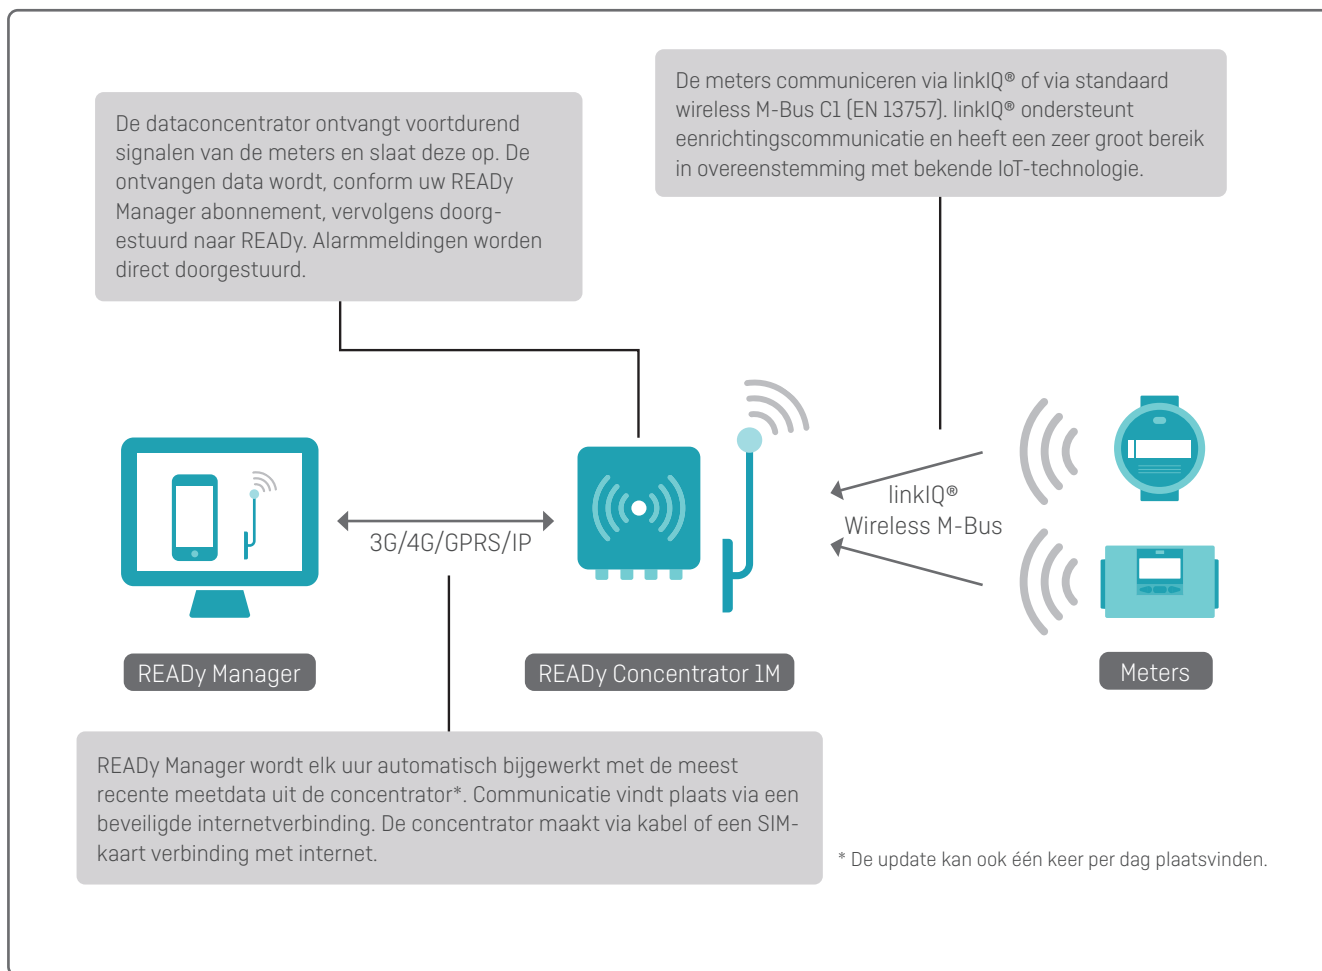 De meters communiceren via linkIQ® of via standaard
wireless M-Bus C1 (EN 13757). linkIQ® ondersteunt
eenrichtingscommunicatie en heeft een zeer groot bereik
in overeenstemming met bekende IoT-technologie.
De dataconcentrator ontvangt voortdurend
signalen van de meters en slaat deze op. De
ontvangen data wordt, conform uw READy
Manager abonnement, vervolgens doorg-
estuurd naar READy. Alarmmeldingen worden
direct doorgestuurd.
3G/4G/GPRS/IP
linkIQ®
Wireless M-Bus
READy Manager
READy Concentrator 1M
Meters
READy Manager wordt elk uur automatisch bijgewerkt met de meest
recente meetdata uit de concentrator*. Communicatie vindt plaats via een
beveiligde internetverbinding. De concentrator maakt via kabel of een SIM-
kaart verbinding met internet.
* De update kan ook één keer per dag plaatsvinden.